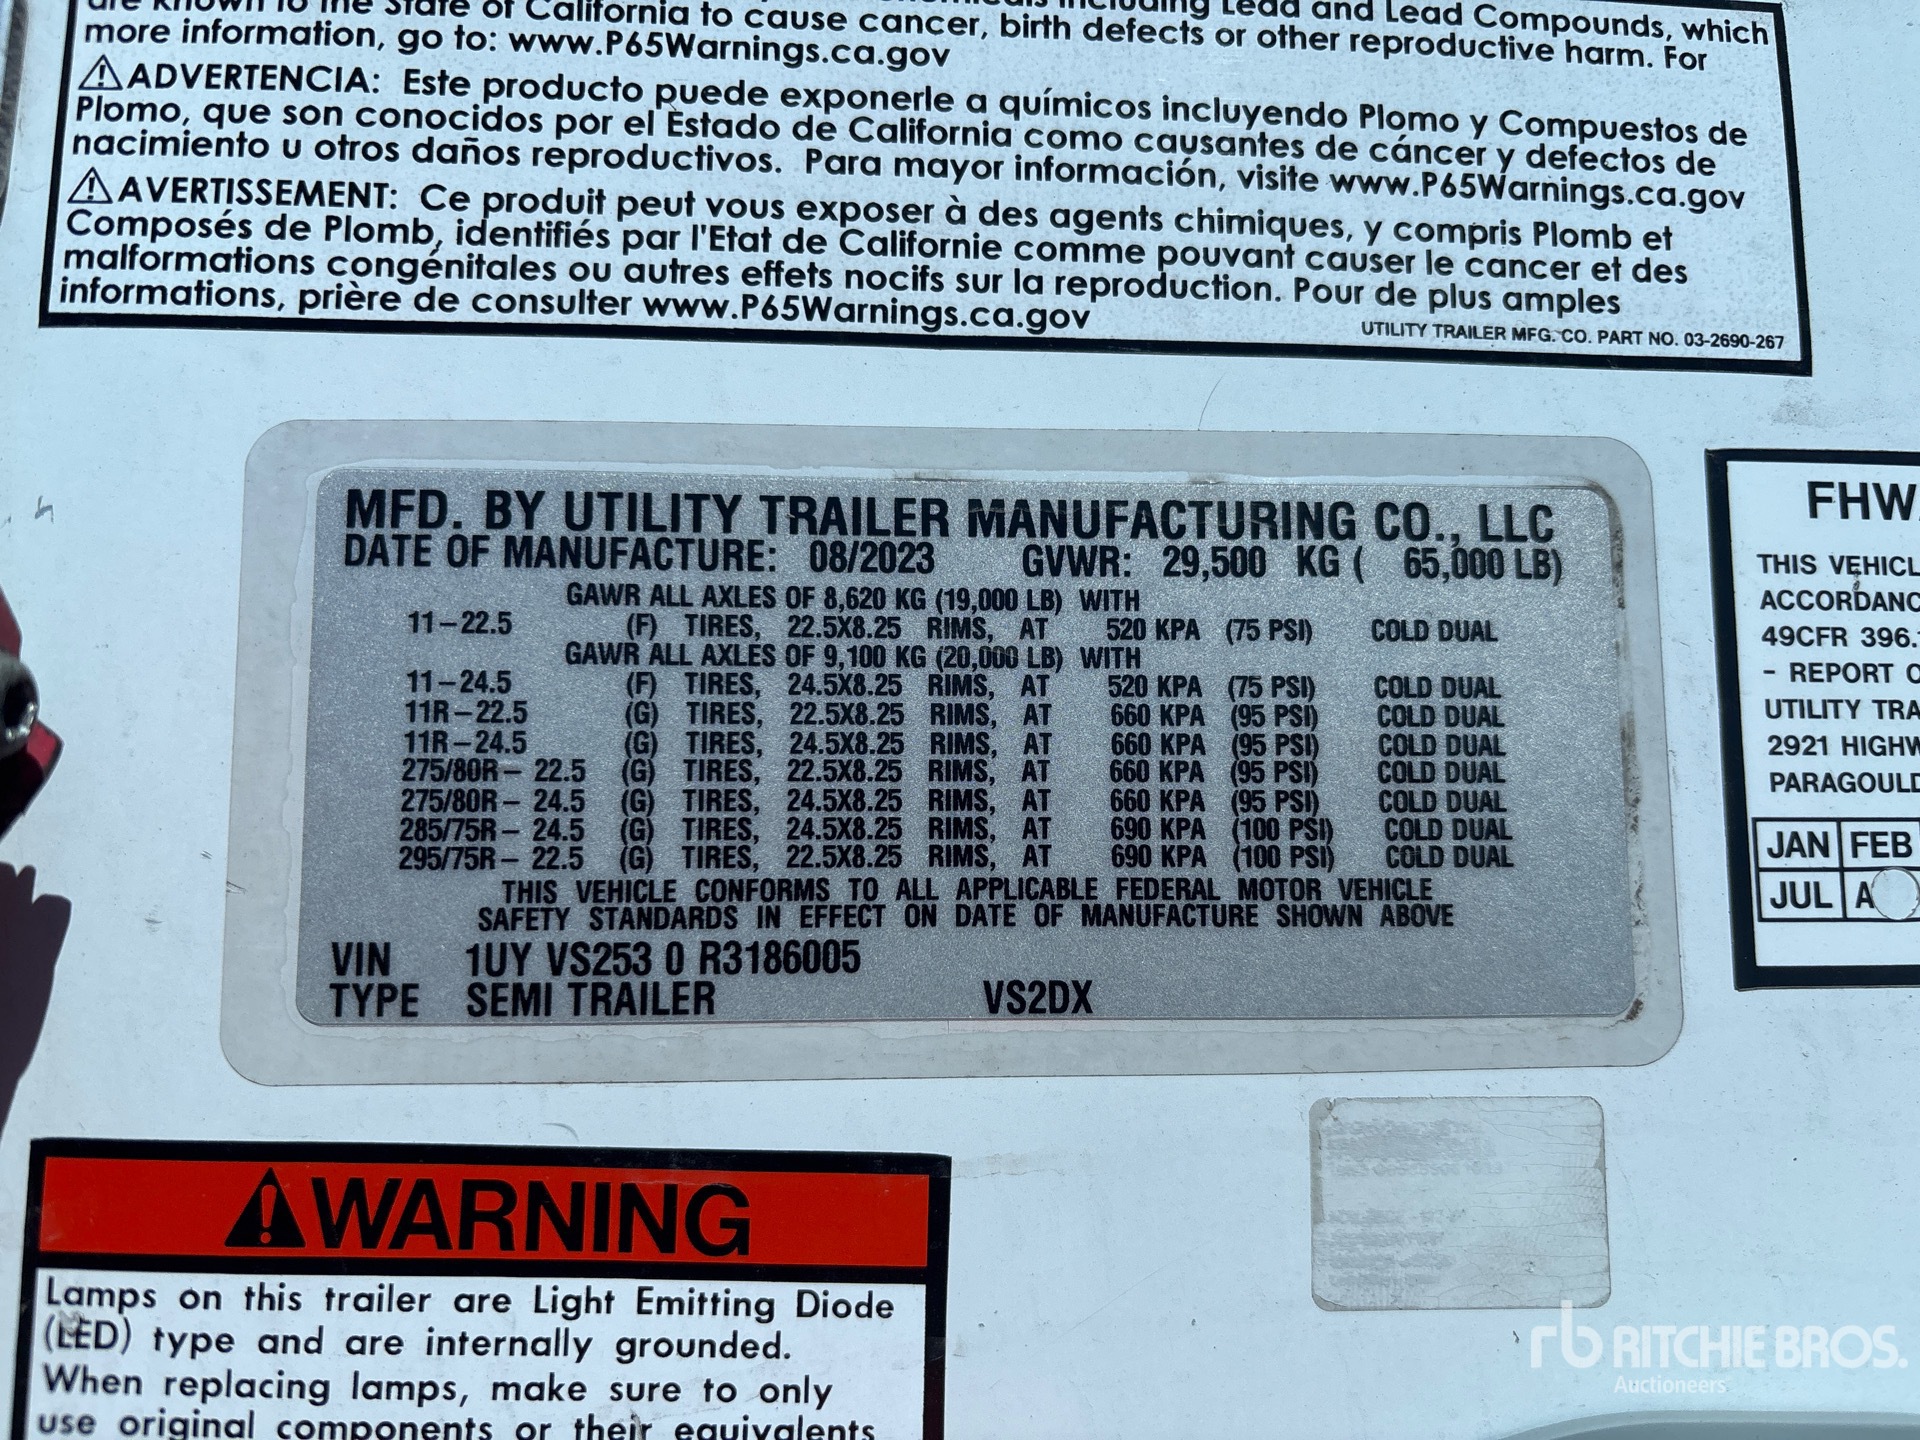 are known to the State of California to cause cancer, birth defects or other reproductive harm. For
including Lead and Lead Compounds, which
more information, go to: www.P65Warnings.ca.gov
⚠ADVERTENCIA: Este producto puede exponerle a químicos incluyendo Plomo y Compuestos de
Plomo, que son conocidos por el Estado de California como causantes de cáncer y defectos de
nacimiento u otros daños reproductivos. Para mayor información, visite www.P65Warnings.ca.gov
⚠AVERTISSEMENT: Ce produit peut vous exposer à des agents chimiques, y compris Plomb et
Composés de Plomb, identifiés par l'Etat de Californie comme pouvant causer le cancer et des
malformations congénitales ou autres effets nocifs sur la reproduction. Pour de plus amples
informations, prière de consulter www.P65Warnings.ca.gov
UTILITY TRAILER MFG. CO. PART NO. 03-2690-267
MFD. BY UTILITY TRAILER MANUFACTURING CO., LLC
DATE OF MANUFACTURE: 08/2023 GVWR: 29,500 KG ( 65,000 LB)
GAWR ALL AXLES OF 8,620 KG (19,000 LB) WITH
11-22.5 (F) TIRES, 22.5X8.25 RIMS, AT 520 KPA (75 PSI) COLD DUAL
GAWR ALL AXLES OF 9,100 KG (20,000 LB) WITH
11-24.5 (F) TIRES, 24.5X8.25 RIMS, AT 520 KPA (75 PSI) COLD DUAL
11R-22.5 (G) TIRES, 22.5X8.25 RIMS, AT 660 KPA (95 PSI) COLD DUAL
11R-24.5 (G) TIRES, 24.5X8.25 RIMS, AT 660 KPA (95 PSI) COLD DUAL
275/80R- 22.5 (G) TIRES, 22.5X8.25 RIMS, AT 660 KPA (95 PSI) COLD DUAL
275/80R- 24.5 (G) TIRES, 24.5X8.25 RIMS, AT 660 KPA (95 PSI) COLD DUAL
285/75R- 24.5 (G) TIRES, 24.5X8.25 RIMS, AT 690 KPA (100 PSI) COLD DUAL
295/75R- 22.5 (G) TIRES, 22.5X8.25 RIMS, AT 690 KPA (100 PSI) COLD DUAL
THIS VEHICLE CONFORMS TO ALL APPLICABLE FEDERAL MOTOR VEHICLE
SAFETY STANDARDS IN EFFECT ON DATE OF MANUFACTURE SHOWN ABOVE
VIN 1UY VS253 0 R3186005
TYPE SEMI TRAILER VS2DX
FHW
THIS VEHICL
ACCORDANC
49CFR 396.
- REPORT O
UTILITY TRA
2921 HIGHW
PARAGOULD
JAN FEB
JUL A
⚠WARNING
Lamps on this trailer are Light Emitting Diode
(LED) type and are internally grounded.
When replacing lamps, make sure to only
use original components or their equivalents
rb RITCHIE BROS.
Auctioneers